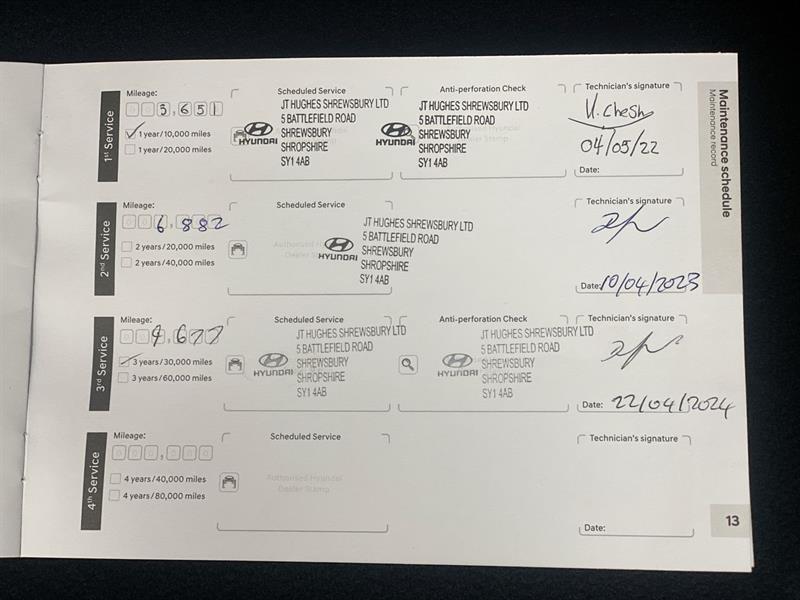 Maintenance schedule
Maintenance record
1st Service
Mileage:
003,651
1 year/10,000 miles
1 year/20,000 miles
Scheduled Service
HYUNDAI
JT HUGHES SHREWSBURY LTD
5 BATTLEFIELD ROAD
SHREWSBURY
SHROPSHIRE
SY1 4AB
Anti-perforation Check
HYUNDAI
JT HUGHES SHREWSBURY LTD
5 BATTLEFIELD ROAD
SHREWSBURY
SHROPSHIRE
SY1 4AB
Technician's signature
04/05/22
Date:
2nd Service
Mileage:
006,882
2 years/20,000 miles
2 years/40,000 miles
Scheduled Service
HYUNDAI
JT HUGHES SHREWSBURY LTD
5 BATTLEFIELD ROAD
SHREWSBURY
SHROPSHIRE
SY1 4AB
Technician's signature
Date: 10/04/2023
3rd Service
Mileage:
009,677
3 years/30,000 miles
3 years/60,000 miles
Scheduled Service
HYUNDAI
JT HUGHES SHREWSBURY LTD
5 BATTLEFIELD ROAD
SHREWSBURY
SHROPSHIRE
SY1 4AB
Anti-perforation Check
HYUNDAI
JT HUGHES SHREWSBURY LTD
5 BATTLEFIELD ROAD
SHREWSBURY
SHROPSHIRE
SY1 4AB
Technician's signature
Date: 22/04/2024
4th Service
Mileage:
000,000
4 years/40,000 miles
4 years/80,000 miles
Scheduled Service
Authorised Hyundai
Dealer Stamp
Technician's signature
Date:
13